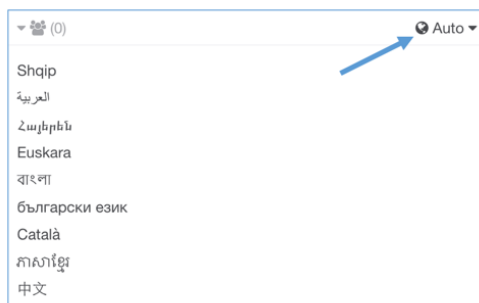 (0) Auto
Shqip
العربية
Հայերեն
Euskara
বাংলা
български език
Català
ភាសាខ្មែរ
中文